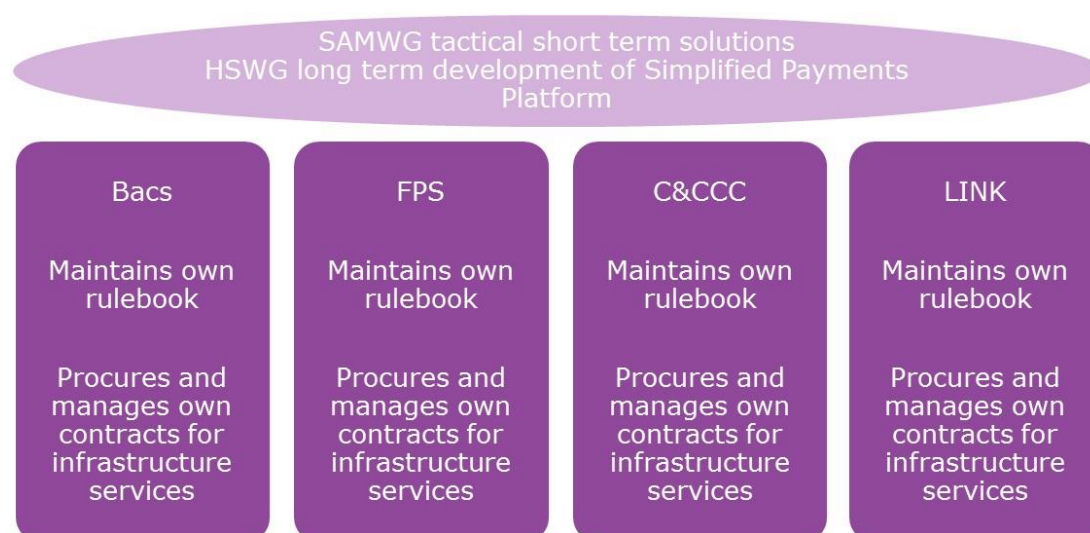 SAMWG tactical short term solutions
HSWG long term development of Simplified Payments
Platform
Bacs
Maintains own
rulebook
Procures and
manages own
contracts for
infrastructure
services
FPS
Maintains own
rulebook
Procures and
manages own
contracts for
infrastructure
services
C&CCC
Maintains own
rulebook
Procures and
manages own
contracts for
infrastructure
services
LINK
Maintains own
rulebook
Procures and
manages own
contracts for
infrastructure
services